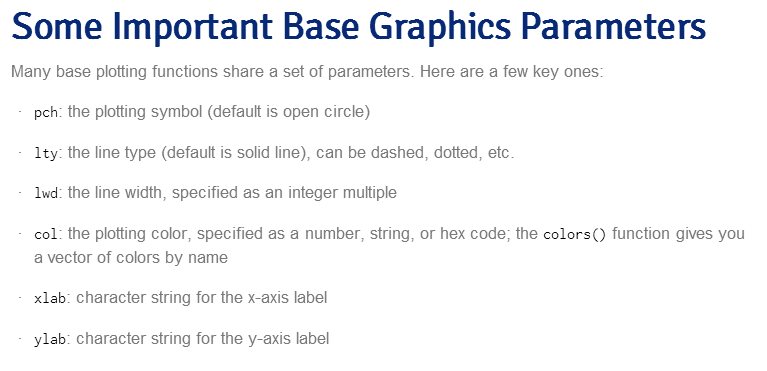 Some Important Base Graphics Parameters
Many base plotting functions share a set of parameters. Here are a few key ones:
· pch: the plotting symbol (default is open circle)
· lty: the line type (default is solid line), can be dashed, dotted, etc.
· lwd: the line width, specified as an integer multiple
· col: the plotting color, specified as a number, string, or hex code; the colors() function gives you
a vector of colors by name
· xlab: character string for the x-axis label
· ylab: character string for the y-axis label